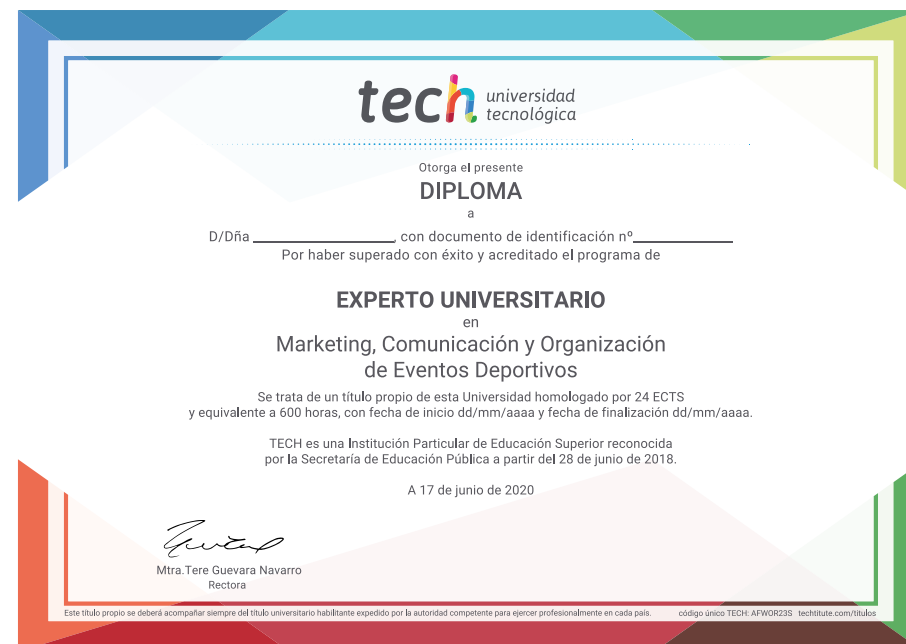 tech universidad
tecnológica
Otorga el presente
DIPLOMA
a
D/Dña ____________, con documento de identificación nº__________
Por haber superado con éxito y acreditado el programa de
EXPERTO UNIVERSITARIO
en
Marketing, Comunicación y Organización
de Eventos Deportivos
Se trata de un título propio de esta Universidad homologado por 24 ECTS
y equivalente a 600 horas, con fecha de inicio dd/mm/aaaa y fecha de finalización dd/mm/aaaa.
TECH es una Institución Particular de Educación Superior reconocida
por la Secretaría de Educación Pública a partir del 28 de junio de 2018.
A 17 de junio de 2020
Mtra.Tere Guevara Navarro
Rectora
Este título propio se deberá acompañar siempre del título universitario habilitante expedido por la autoridad competente para ejercer profesionalmente en cada país. código único TECH: AFWOR23S techtitute.com/titulos